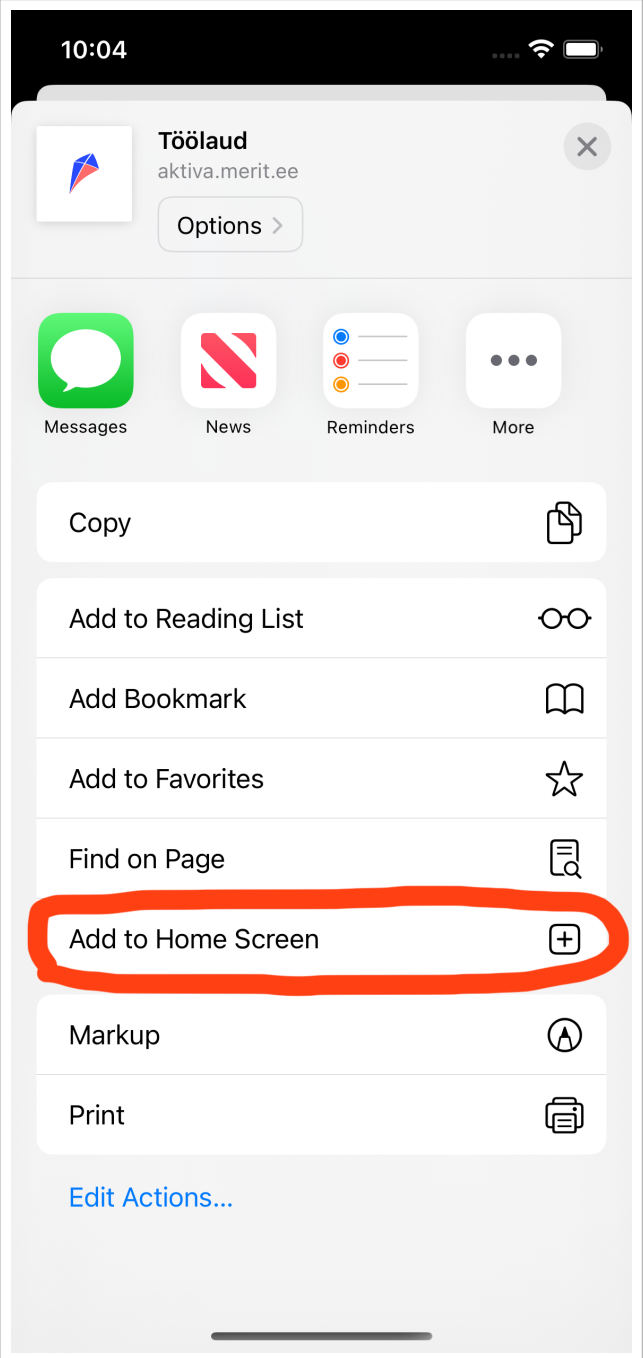 10:04
Töölaud
aktiva.merit.ee
Options
Messages
News
Reminders
More
Copy
Add to Reading List
Add Bookmark
Add to Favorites
Find on Page
Add to Home Screen
Markup
Print
Edit Actions...